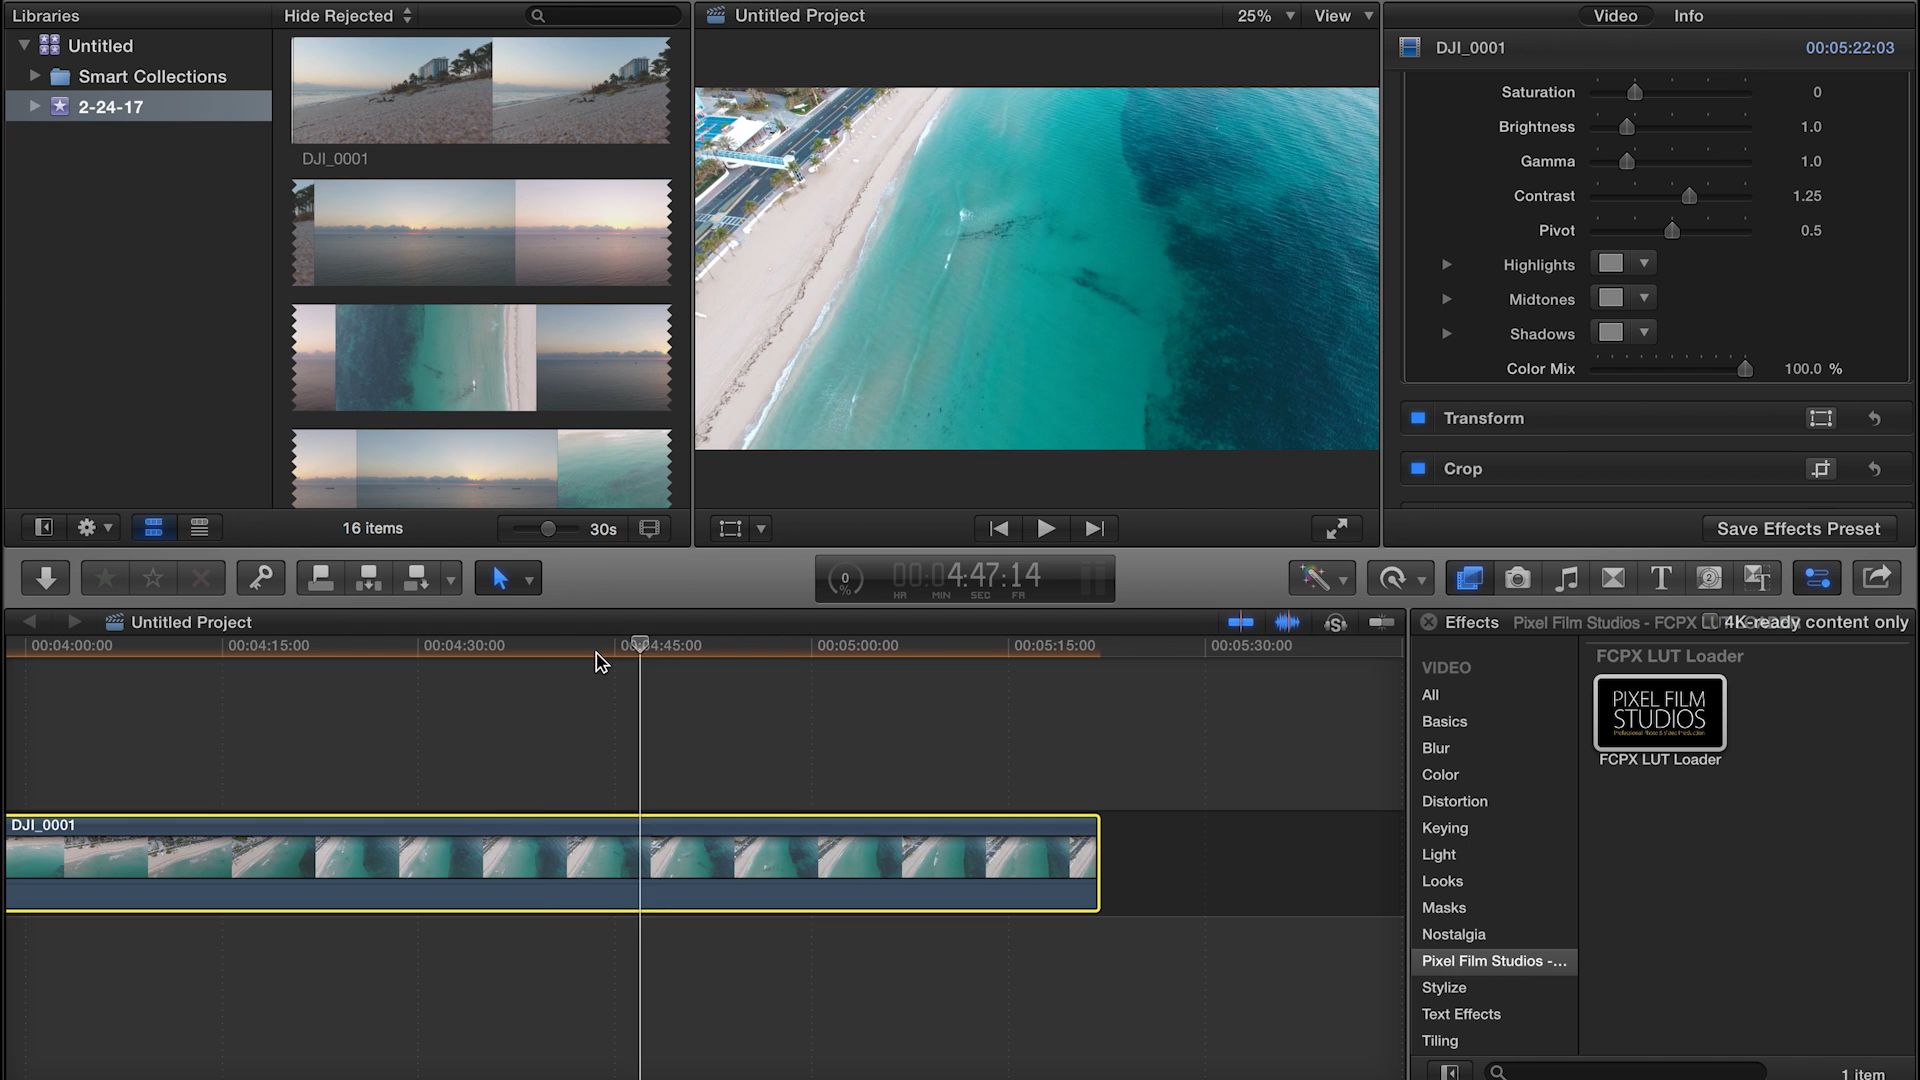 Libraries
Hide Rejected
Untitled
Smart Collections
2-24-17
DJI_0001
16 items
30s
Untitled Project
25%
View
Video
Info
DJI_0001
00:05:22:03
Saturation
0
Brightness
1.0
Gamma
1.0
Contrast
1.25
Pivot
0.5
Highlights
Midtones
Shadows
Color Mix
100.0 %
Transform
Crop
Save Effects Preset
0
%
00:04:47:14
HR MIN SEC FR
Untitled Project
00:04:00:00
00:04:15:00
00:04:30:00
00:04:45:00
00:05:00:00
00:05:15:00
00:05:30:00
DJI_0001
Effects
Pixel Film Studios - FCPX
4K-ready content only
VIDEO
All
Basics
Blur
Color
Distortion
Keying
Light
Looks
Masks
Nostalgia
Pixel Film Studios -...
Stylize
Text Effects
Tiling
FCPX LUT Loader
PIXEL FILM
STUDIOS
FCPX LUT Loader
1 item